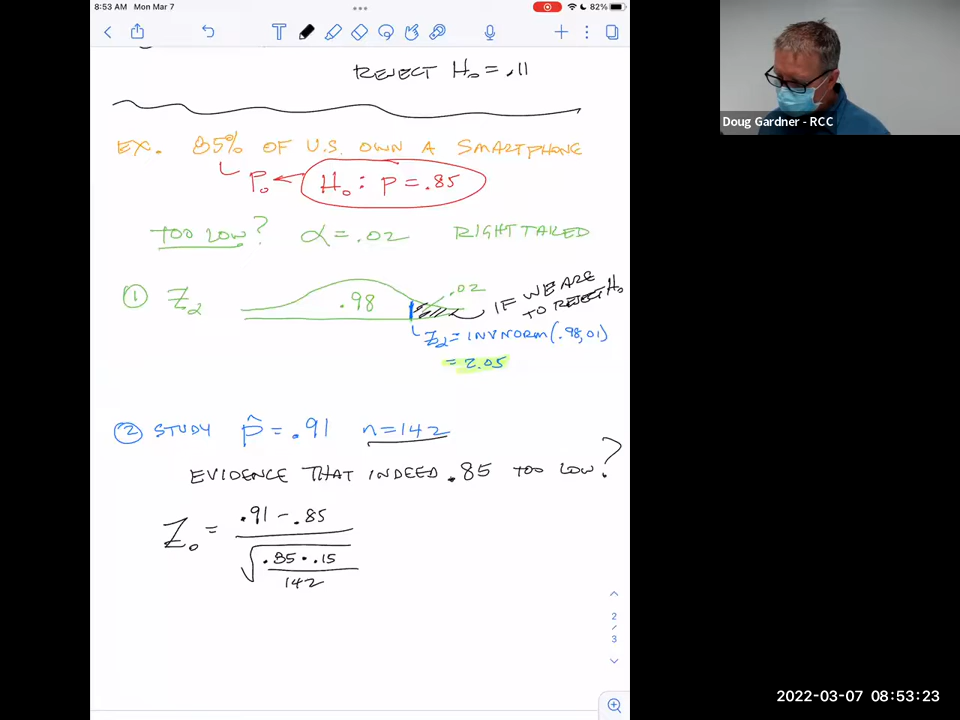 8:53 AM Mon Mar 7
82%
REJECT H₀ = .11
EX. 85% OF U.S. OWN A SMARTPHONE
P₀ ← H₀ : P = .85
TOO LOW? α = .02 RIGHT TAILED
① Z₂ .98 .02 IF WE ARE
TO REJECT H₀
Z₂ = INVNORM(.98,01)
= 2.05
② STUDY p̂ = .91 n = 142
EVIDENCE THAT INDEED .85 TOO LOW?
Z₀ = .91 - .85
.85 · .15
142
2
/
3
Doug Gardner - RCC
2022-03-07 08:53:23